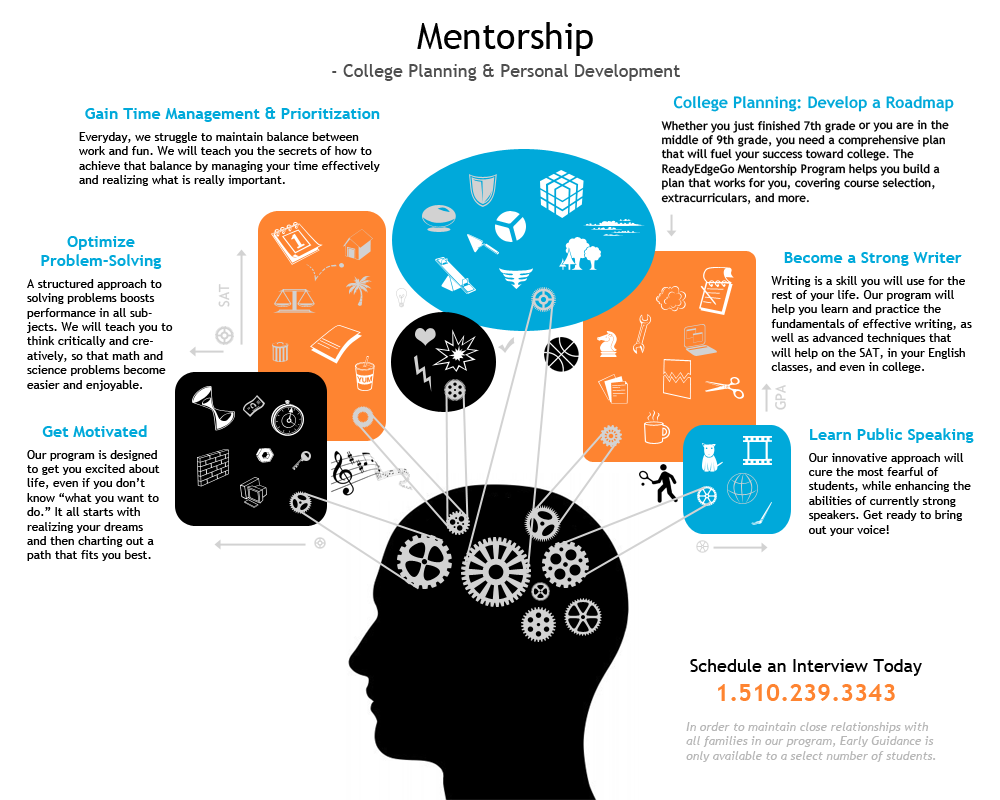 Mentorship
- College Planning & Personal Development
Gain Time Management & Prioritization
Everyday, we struggle to maintain balance between
work and fun. We will teach you the secrets of how to
achieve that balance by managing your time effectively
and realizing what is really important.
College Planning: Develop a Roadmap
Whether you just finished 7th grade or you are in the
middle of 9th grade, you need a comprehensive plan
that will fuel your success toward college. The
ReadyEdgeGo Mentorship Program helps you build a
plan that works for you, covering course selection,
extracurriculars, and more.
Optimize
Problem-Solving
A structured approach to
solving problems boosts
performance in all sub-
jects. We will teach you to
think critically and cre-
atively, so that math and
science problems become
easier and enjoyable.
SAT
1
YUM
Become a Strong Writer
Writing is a skill you will use for the
rest of your life. Our program will
help you learn and practice the
fundamentals of effective writing, as
well as advanced techniques that
will help on the SAT, in your English
classes, and even in college.
GPA
Get Motivated
Our program is designed
to get you excited about
life, even if you don't
know “what you want to
do.” It all starts with
realizing your dreams
and then charting out a
path that fits you best.
Learn Public Speaking
Our innovative approach will
cure the most fearful of
students, while enhancing the
abilities of currently strong
speakers. Get ready to bring
out your voice!
Schedule an Interview Today
1.510.239.3343
In order to maintain close relationships with
all families in our program, Early Guidance is
only available to a select number of students.